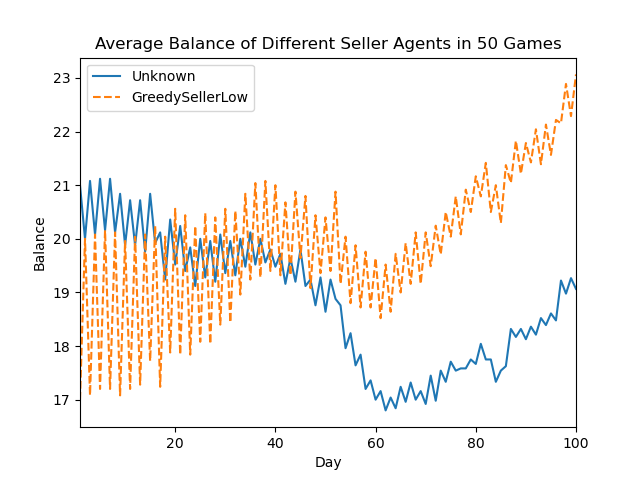 Average Balance of Different Seller Agents in 50 Games
Unknown
GreedySellerLow
Balance
23
22
21
20
19
18
17
20 40 60 80 100
Day